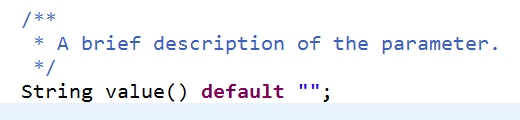 /**
 * A brief description of the parameter.
 */
String value() default "";